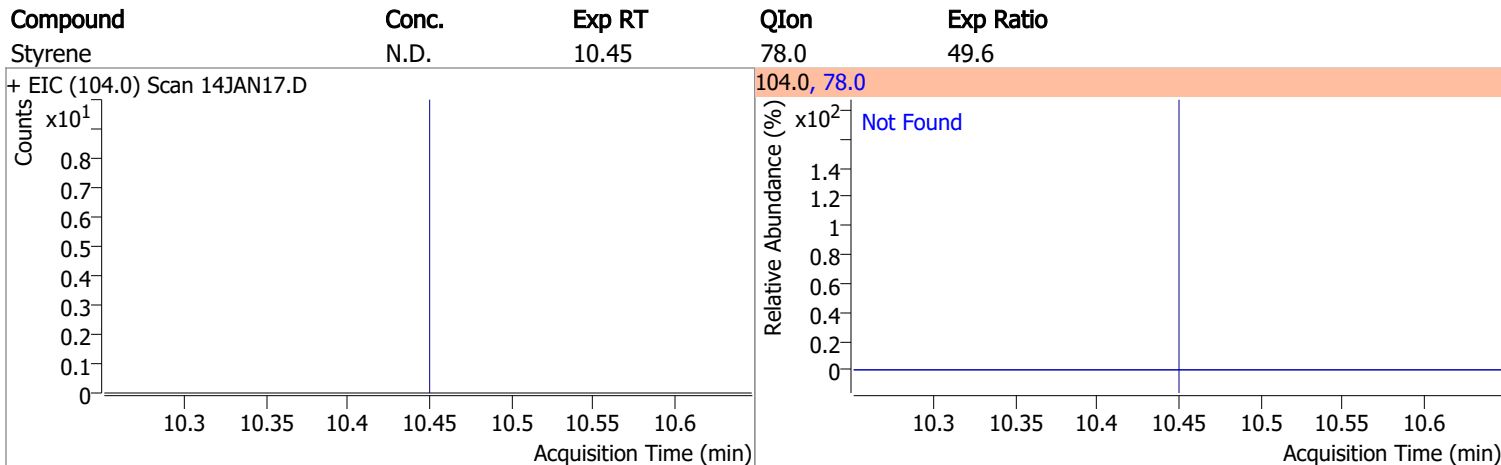 Compound Conc. Exp RT QIon Exp Ratio
Styrene N.D. 10.45 78.0 49.6
+ EIC (104.0) Scan 14JAN17.D
Counts
x10^1
0.8
0.7
0.6
0.5
0.4
0.3
0.2
0.1
0
10.3 10.35 10.4 10.45 10.5 10.55 10.6
Acquisition Time (min)
104.0, 78.0
Relative Abundance (%)
x10^2
Not Found
1.4
1.2
1
0.8
0.6
0.4
0.2
0
10.3 10.35 10.4 10.45 10.5 10.55 10.6
Acquisition Time (min)